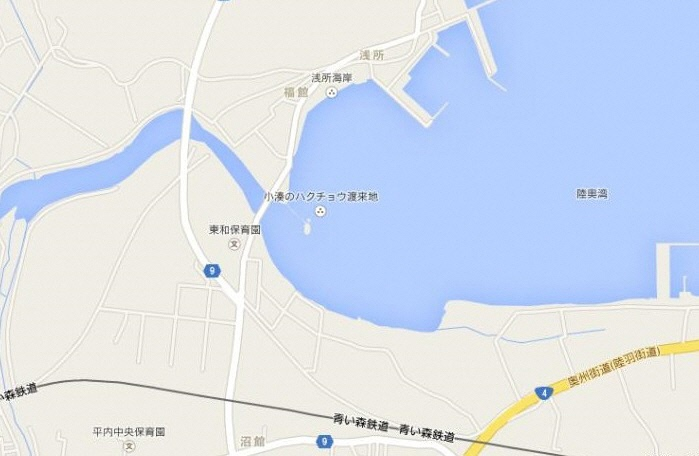 浅所
浅所海岸
福館
小湊のハクチョウ渡来地
陸奥湾
東和保育園
9
奥州街道(陸羽街道)
4
い森鉄道
青い森鉄道
青い森鉄道
平内中央保育園
沼館
9